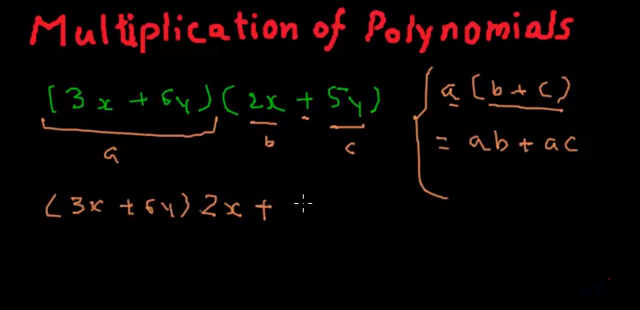 Multiplication of Polynomials
(3x + 6y)(2x + 5y)
a b c
(3x + 6y) 2x +
a (b + c)
= ab + ac